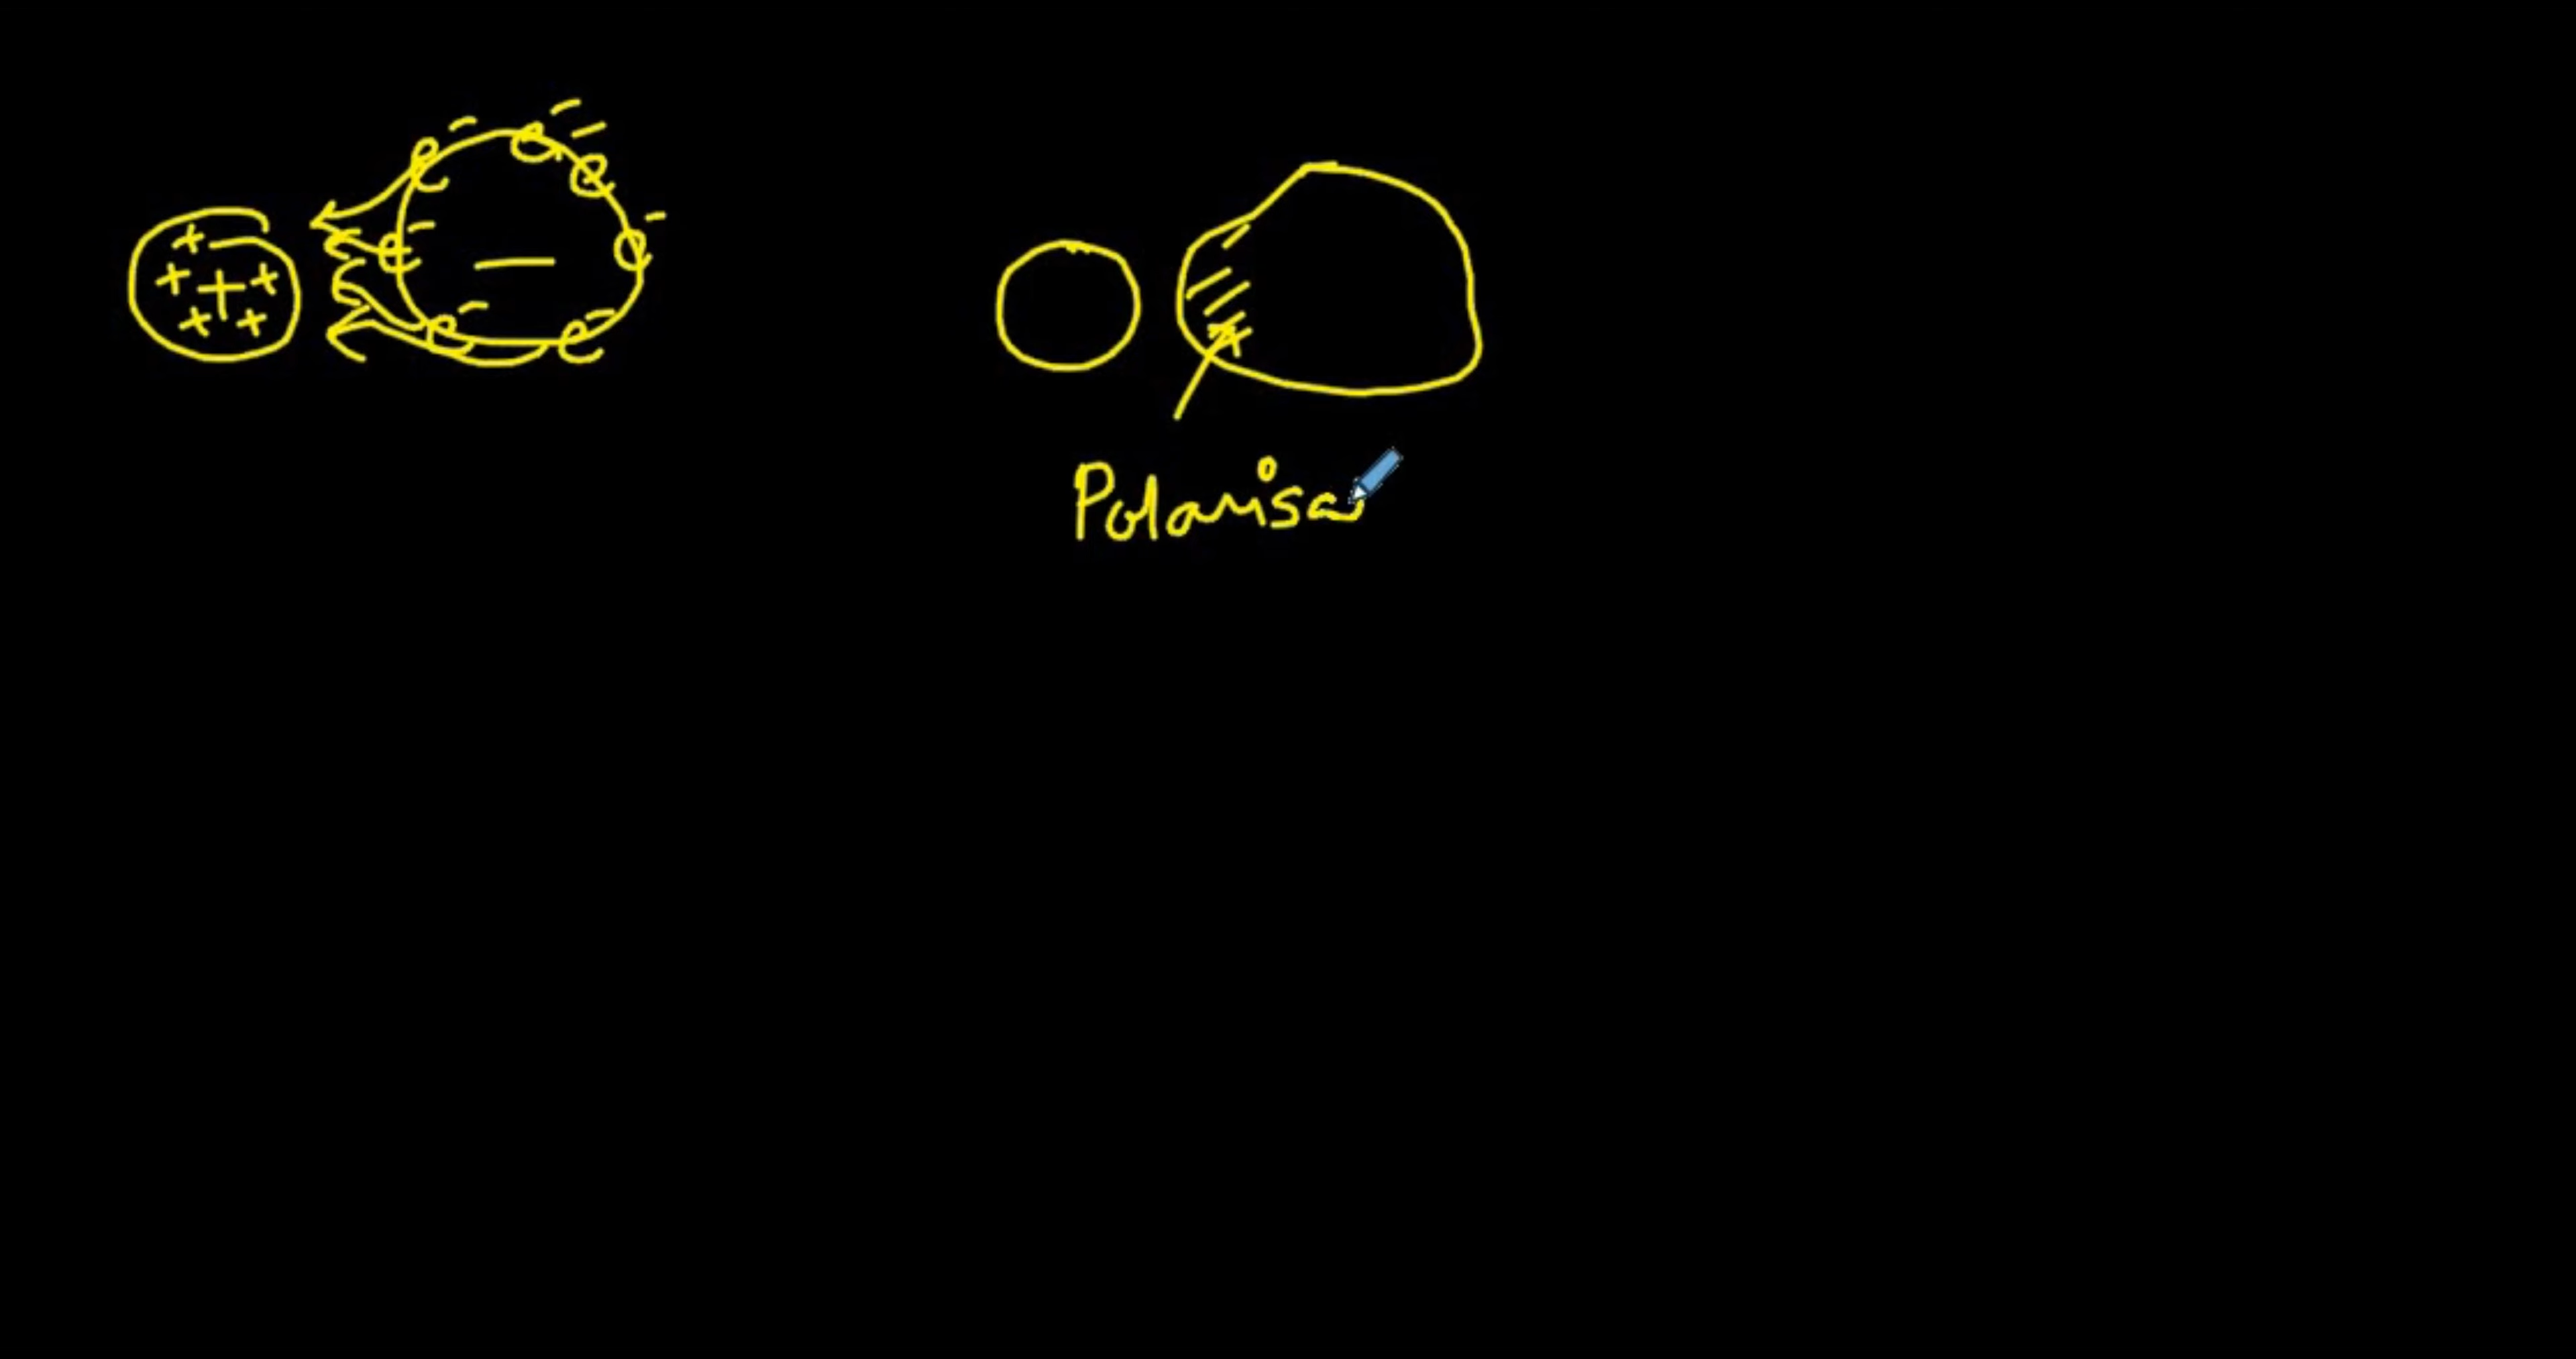 e⁻ e⁻ e⁻
+ e⁻ — e⁻
+ + +
+ + e⁻ e⁻
Polarisa